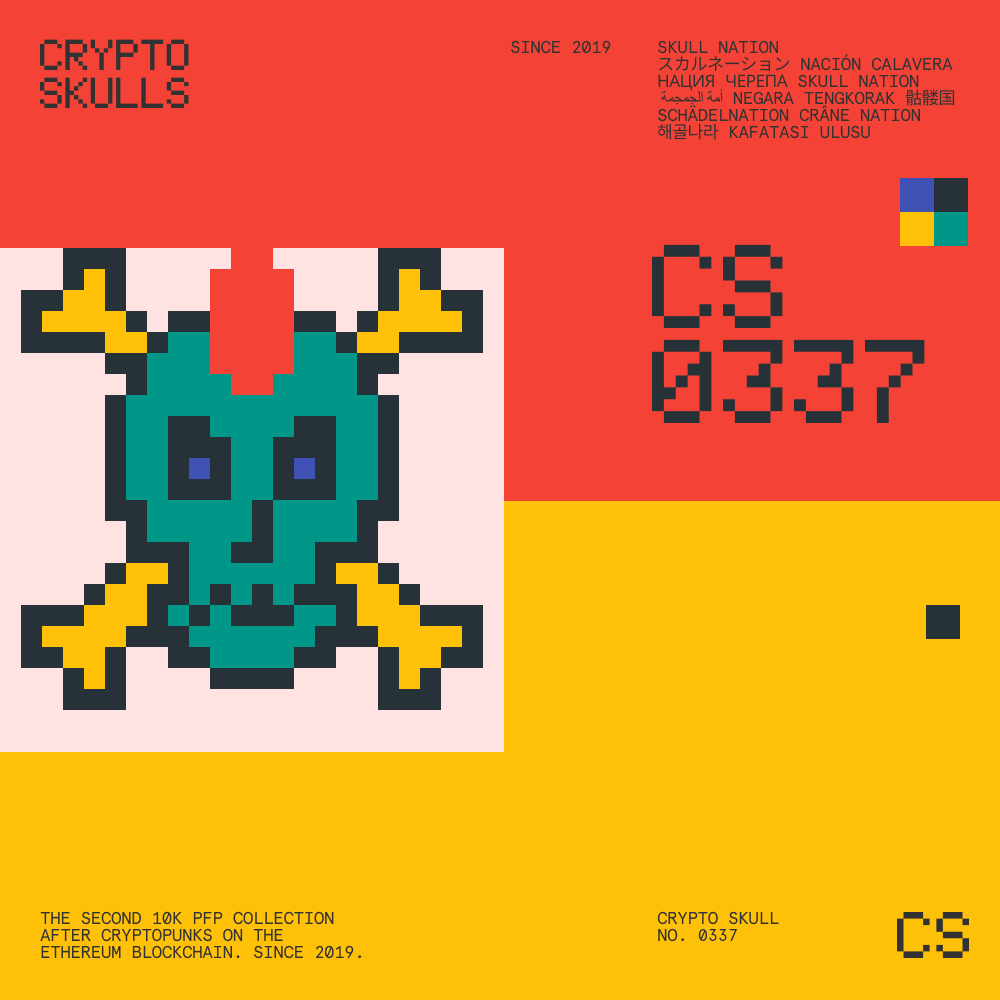 CRYPTO
SKULLS
SINCE 2019
SKULL NATION
スカルネーション NACIÓN CALAVERA
НАЦИЯ ЧЕРЕПА SKULL NATION
أمة الجمجمة NEGARA TENGKORAK 骷髅国
SCHÄDELNATION CRÂNE NATION
해골나라 KAFATASI ULUSU
CS
0337
THE SECOND 10K PFP COLLECTION
AFTER CRYPTOPUNKS ON THE
ETHEREUM BLOCKCHAIN. SINCE 2019.
CRYPTO SKULL
NO. 0337
CS